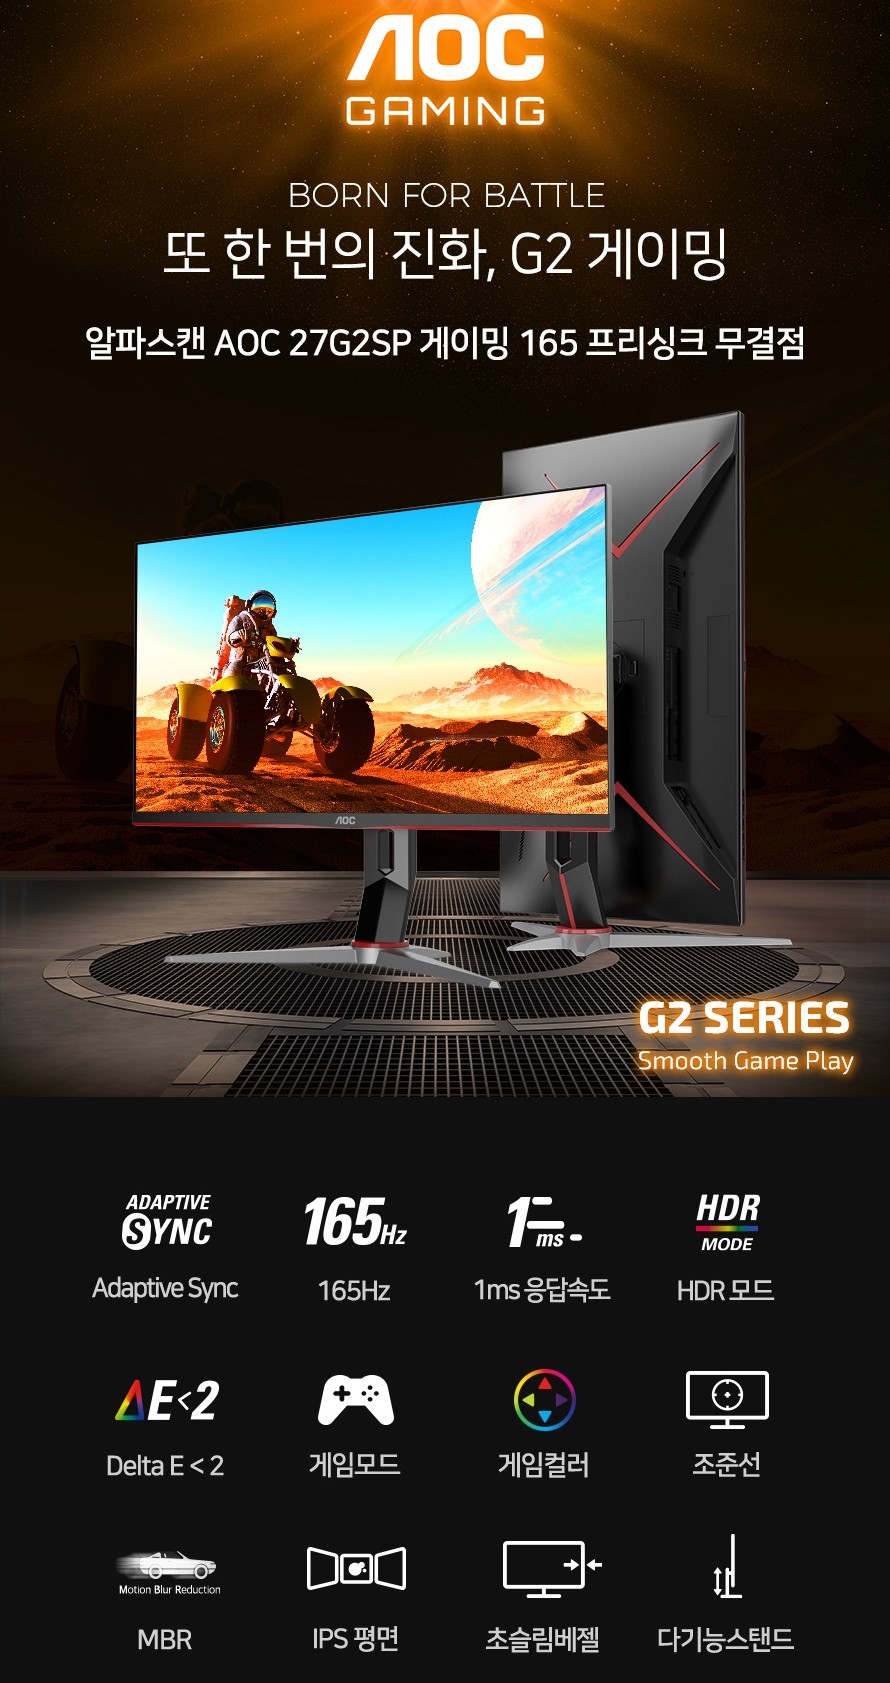 AOC
GAMING
BORN FOR BATTLE
또 한 번의 진화, G2 게이밍
알파스캔 AOC 27G2SP 게이밍 165 프리싱크 무결점
AOC
G2 SERIES
Smooth Game Play
ADAPTIVE
SYNC
165Hz
1ms
HDR
MODE
Adaptive Sync
165Hz
1ms 응답속도
HDR 모드
ΔE<2
Delta E < 2
게임모드
게임컬러
조준선
Motion Blur Reduction
MBR
IPS 평면
초슬림베젤
다기능스탠드